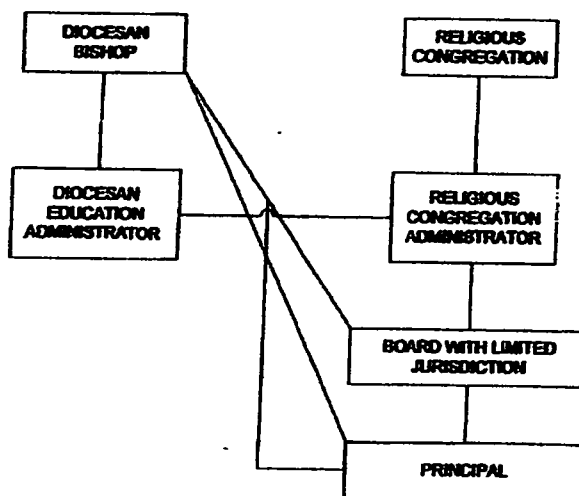 DIOCESAN
BISHOP
RELIGIOUS
CONGREGATION
DIOCESAN
EDUCATION
ADMINISTRATOR
RELIGIOUS
CONGREGATION
ADMINISTRATOR
BOARD WITH LIMITED
JURISDICTION
PRINCIPAL